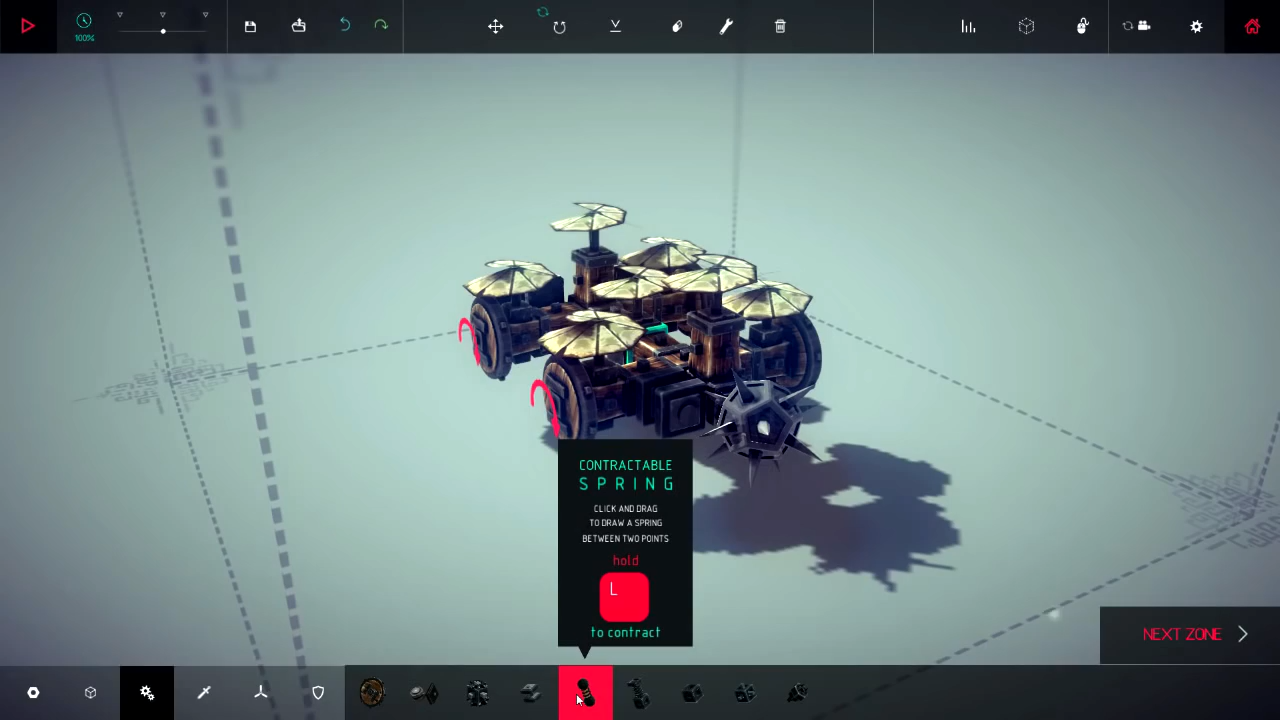 100%
CONTRACTABLE
SPRING
CLICK AND DRAG
TO DRAW A SPRING
BETWEEN TWO POINTS
hold
L
to contract
NEXT ZONE